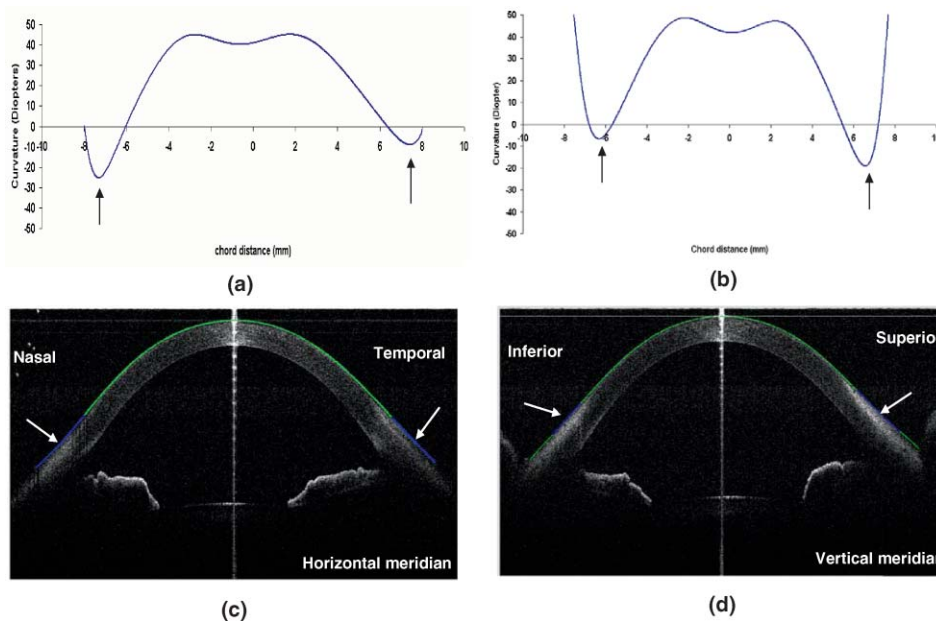 50
40
30
20
10
0
-10
-20
-30
-40
-50
-10 -8 -6 -4 -2 0 2 4 6 8 10
Curvature (Diopters)
chord distance (mm)
(a)
50
40
30
20
10
0
-10
-20
-30
-40
-50
-10 -8 -6 -4 -2 0 2 4 6 8 10
Curvature (Diopter)
Chord distance (mm)
(b)
Nasal
Temporal
Horizontal meridian
(c)
Inferior
Superior
Vertical meridian
(d)